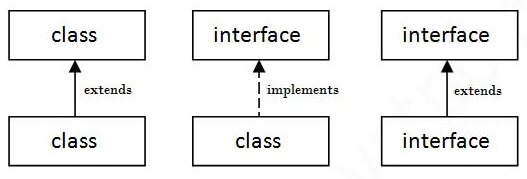 class interface interface
extends implements extends
class class interface